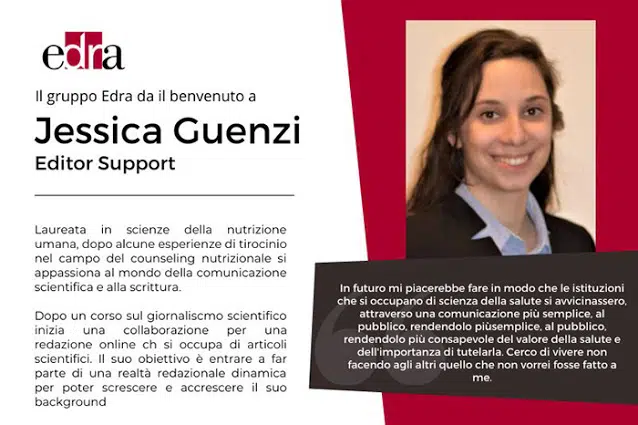 edra
Il gruppo Edra da il benvenuto a
Jessica Guenzi
Editor Support
Laureata in scienze della nutrizione
umana, dopo alcune esperienze di tirocinio
nel campo del counseling nutrizionale si
appassiona al mondo della comunicazione
scientifica e alla scrittura.
Dopo un corso sul giornaliscmo scientifico
inizia una collaborazione per una
redazione online ch si occupa di articoli
scientifici. Il suo obiettivo è entrare a far
parte di una realtà redazionale dinamica
per poter screscere e accrescere il suo
background
In futuro mi piacerebbe fare in modo che le istituzioni
che si occupano di scienza della salute si avvicinassero,
attraverso una comunicazione più semplice, al
pubblico, rendendolo piùsemplice, al pubblico,
rendendolo più consapevole del valore della salute e
dell'importanza di tutelarla. Cerco di vivere non
facendo agli altri quello che non vorrei fosse fatto a
me.